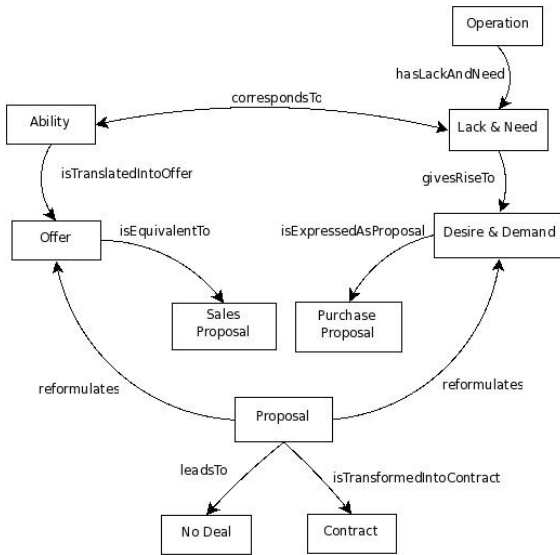 Operation
hasLackAndNeed
correspondsTo
Ability
Lack & Need
isTranslatedIntoOffer
givesRiseTo
Offer
isEquivalentTo
isExpressedAsProposal
Desire & Demand
Sales
Proposal
Purchase
Proposal
reformulates
reformulates
Proposal
leadsTo
isTransformedIntoContract
No Deal
Contract